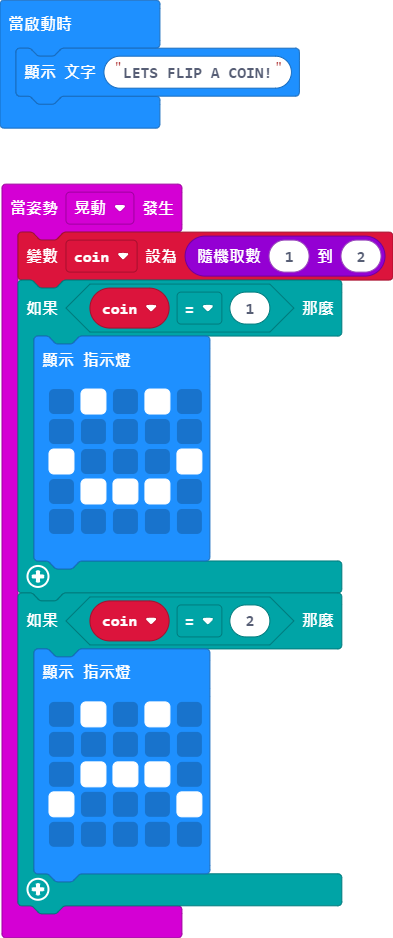 當啟動時
顯示 文字 "LETS FLIP A COIN!"
當姿勢 晃動 發生
變數 coin 設為 隨機取數 1 到 2
如果 coin = 1 那麼
顯示 指示燈
如果 coin = 2 那麼
顯示 指示燈